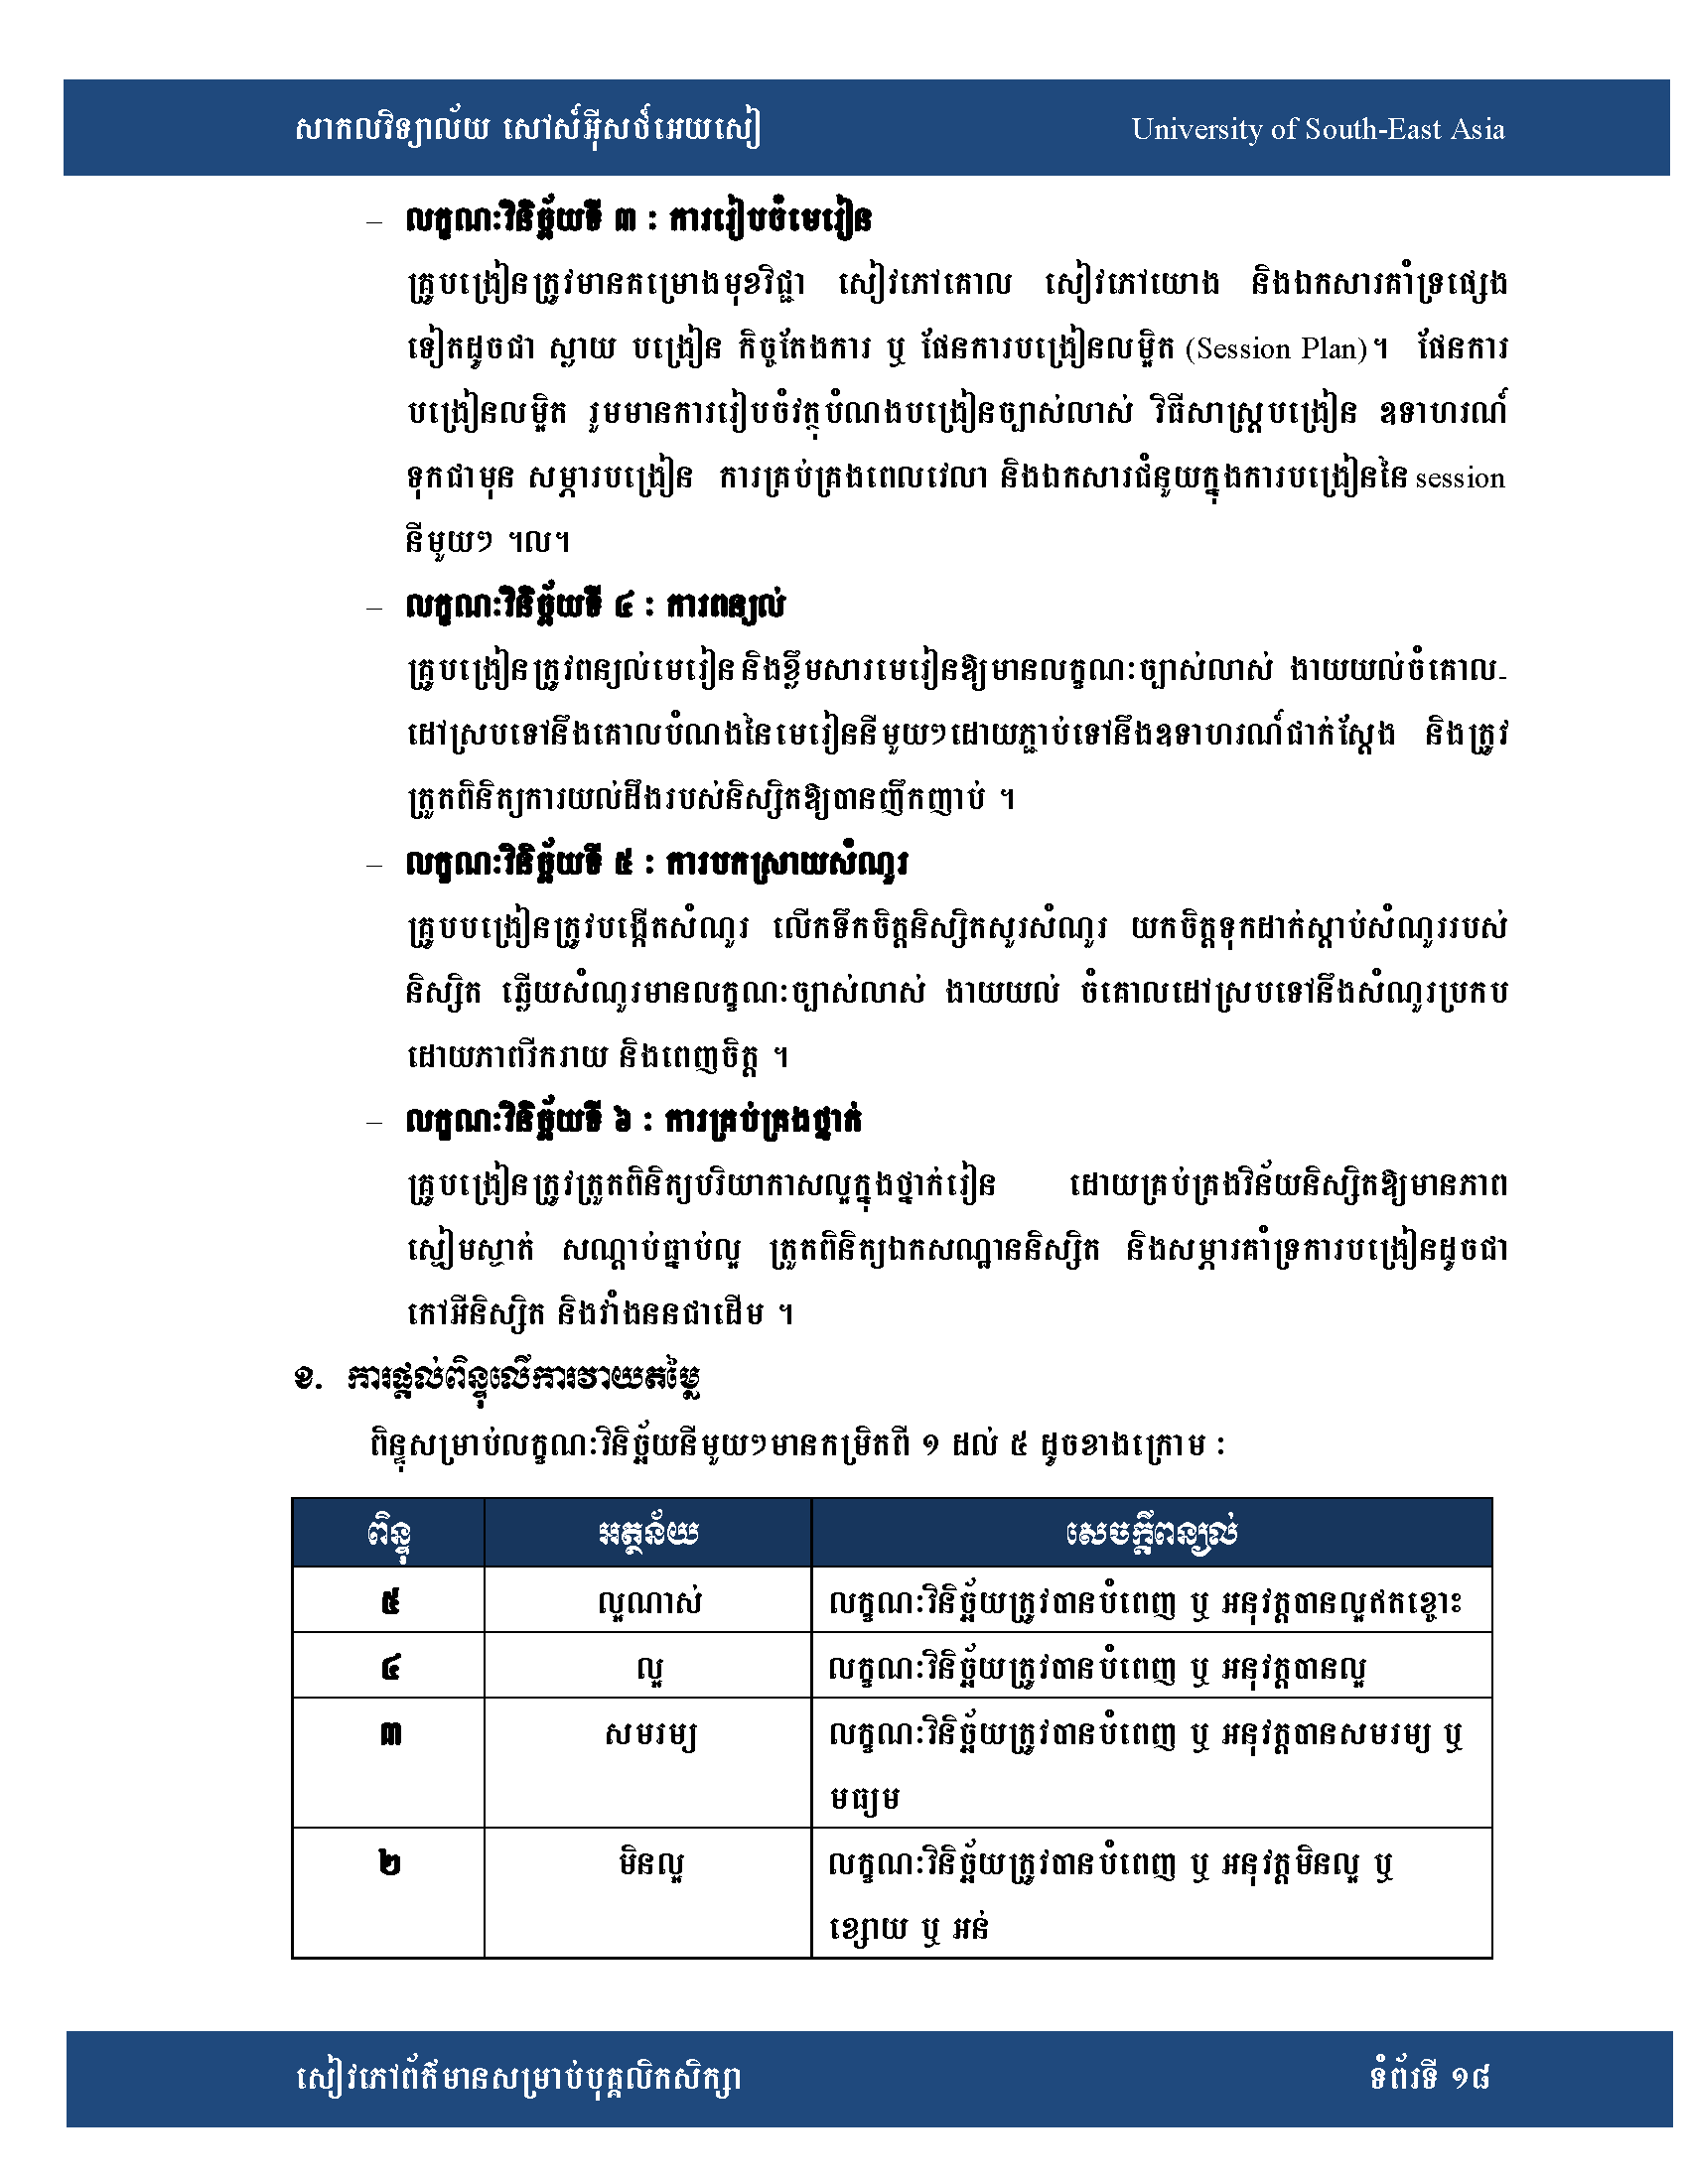 សាកលវិទ្យាល័យ សៅស៍អ៊ីសថ៍អេយសៀ University of South-East Asia
– លក្ខណៈវិនិច្ឆ័យទី ៣ : ការរៀបចំមេរៀន
គ្រូបង្រៀនត្រូវមានគម្រោងមុខវិជ្ជា សៀវភៅគោល សៀវភៅយោង និងឯកសារគាំទ្រផ្សេង
ទៀតដូចជា ស្លាយ បង្រៀន កិច្ចតែងការ ឬ ផែនការបង្រៀនលម្អិត (Session Plan)។ ផែនការ
បង្រៀនលម្អិត រួមមានការរៀបចំវត្ថុបំណងបង្រៀនច្បាស់លាស់ វិធីសាស្ត្របង្រៀន ឧទាហរណ៍
ទុកជាមុន សម្ភារបង្រៀន ការគ្រប់គ្រងពេលវេលា និងឯកសារជំនួយក្នុងការបង្រៀននៃ session
នីមួយៗ ។ល។
– លក្ខណៈវិនិច្ឆ័យទី ៤ : ការពន្យល់
គ្រូបង្រៀនត្រូវពន្យល់មេរៀននិងខ្លឹមសារមេរៀនឱ្យមានលក្ខណៈច្បាស់លាស់ ងាយយល់ចំគោល-
ដៅស្របទៅនឹងគោលបំណងនៃមេរៀននីមួយៗដោយភ្ជាប់ទៅនឹងឧទាហរណ៍ជាក់ស្តែង និងត្រូវ
ត្រួតពិនិត្យការយល់ដឹងរបស់និស្សិតឱ្យបានញឹកញាប់ ។
– លក្ខណៈវិនិច្ឆ័យទី ៥ : ការបកស្រាយសំណួរ
គ្រូបបង្រៀនត្រូវបង្កើតសំណួរ លើកទឹកចិត្តនិស្សិតសួរសំណួរ យកចិត្តទុកដាក់ស្តាប់សំណួររបស់
និស្សិត ឆ្លើយសំណួរមានលក្ខណៈច្បាស់លាស់ ងាយយល់ ចំគោលដៅស្របទៅនឹងសំណួរប្រកប
ដោយភាពរីករាយ និងពេញចិត្ត ។
– លក្ខណៈវិនិច្ឆ័យទី ៦ : ការគ្រប់គ្រងថ្នាក់
គ្រូបង្រៀនត្រូវត្រួតពិនិត្យបរិយាកាសល្អក្នុងថ្នាក់រៀន ដោយគ្រប់គ្រងវិន័យនិស្សិតឱ្យមានភាព
ស្ងៀមស្ងាត់ សណ្តាប់ធ្នាប់ល្អ ត្រួតពិនិត្យឯកសណ្ឋាននិស្សិត និងសម្ភារគាំទ្រការបង្រៀនដូចជា
កៅអីនិស្សិត និងវាំងននជាដើម ។
ខ. ការផ្តល់ពិន្ទុលើការវាយតម្លៃ
ពិន្ទុសម្រាប់លក្ខណៈវិនិច្ឆ័យនីមួយៗមានកម្រិតពី ១ ដល់ ៥ ដូចខាងក្រោម :
ពិន្ទុ អត្ថន័យ សេចក្តីពន្យល់
៥ ល្អណាស់ លក្ខណៈវិនិច្ឆ័យត្រូវបានបំពេញ ឬ អនុវត្តបានល្អឥតខ្ចោះ
៤ ល្អ លក្ខណៈវិនិច្ឆ័យត្រូវបានបំពេញ ឬ អនុវត្តបានល្អ
៣ សមរម្យ លក្ខណៈវិនិច្ឆ័យត្រូវបានបំពេញ ឬ អនុវត្តបានសមរម្យ ឬ
មធ្យម
២ មិនល្អ លក្ខណៈវិនិច្ឆ័យត្រូវបានបំពេញ ឬ អនុវត្តមិនល្អ ឬ
ខ្សោយ ឬ អន់
សៀវភៅព័ត៌មានសម្រាប់បុគ្គលិកសិក្សា ទំព័រទី ១៨